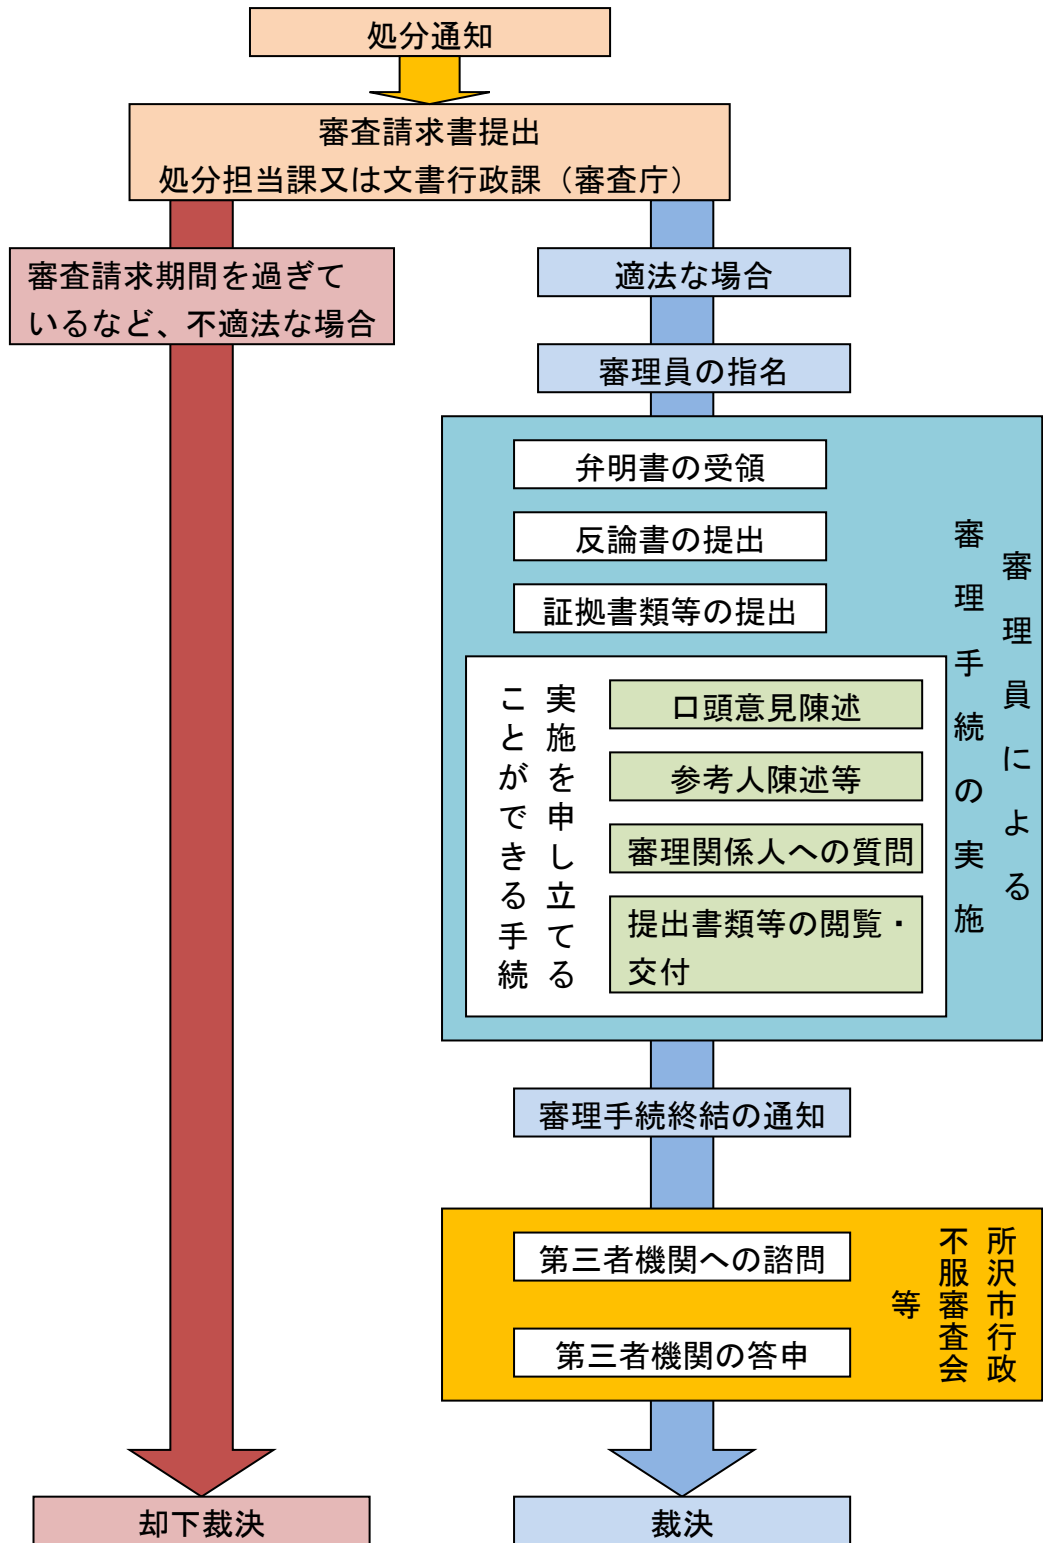 処分通知
審査請求書提出
処分担当課又は文書行政課（審査庁）
審査請求期間を過ぎて
いるなど、不適法な場合
適法な場合
審理員の指名
審理員による
審理手続の実施
弁明書の受領
反論書の提出
証拠書類等の提出
実施を申し立てる
ことができる手続
口頭意見陳述
参考人陳述等
審理関係人への質問
提出書類等の閲覧・
交付
審理手続終結の通知
所沢市行政
不服審査会
等
第三者機関への諮問
第三者機関の答申
却下裁決
裁決